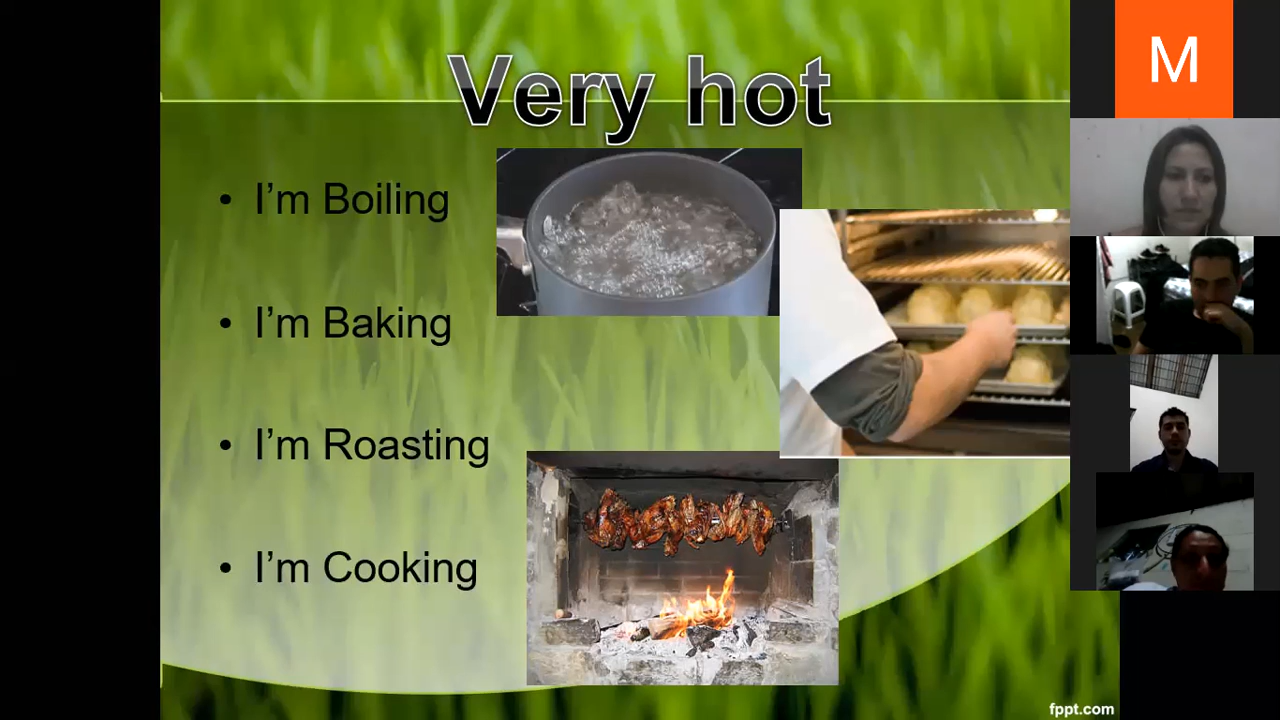 Very hot
• I'm Boiling
• I'm Baking
• I'm Roasting
• I'm Cooking
M
fppt.com